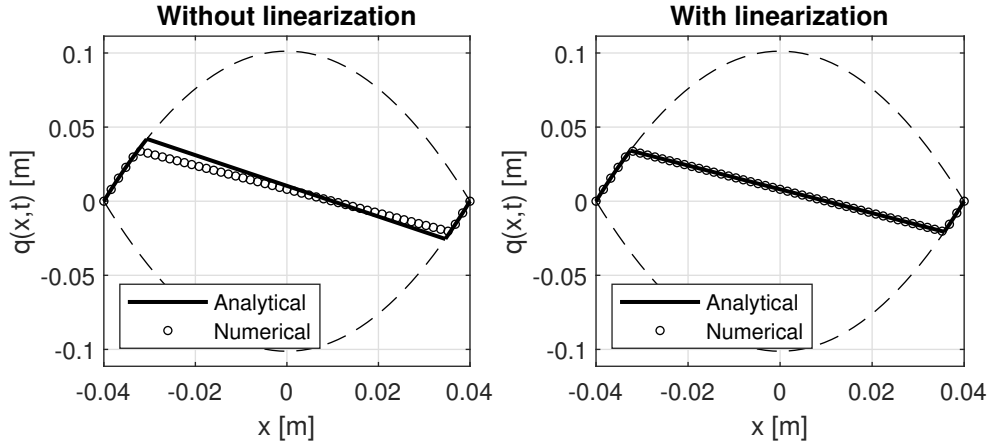 Without linearization
0.1
0.05
0
-0.05
-0.1
q(x,t) [m]
Analytical
Numerical
-0.04
-0.02
0
0.02
0.04
x [m]
With linearization
0.1
0.05
0
-0.05
-0.1
q(x,t) [m]
Analytical
Numerical
-0.04
-0.02
0
0.02
0.04
x [m]